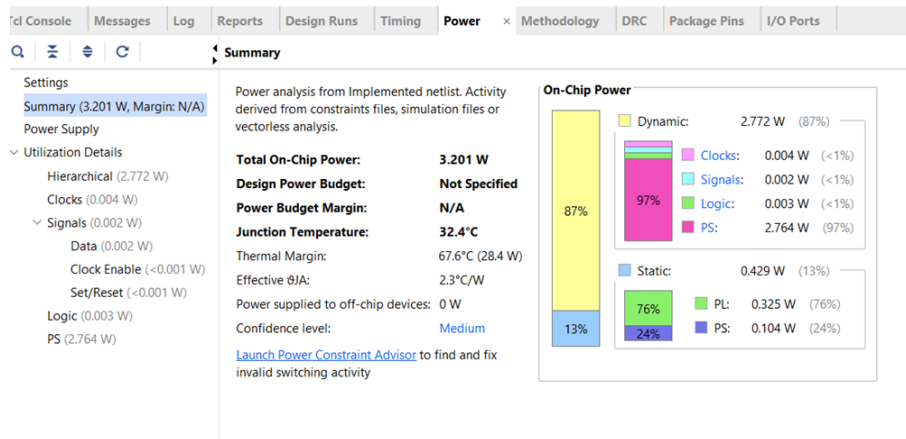 Tcl Console Messages Log Reports Design Runs Timing Power × Methodology DRC Package Pins I/O Ports
Summary
Settings
Summary (3.201 W, Margin: N/A)
Power Supply
Utilization Details
Hierarchical (2.772 W)
Clocks (0.004 W)
Signals (0.002 W)
Data (0.002 W)
Clock Enable (<0.001 W)
Set/Reset (<0.001 W)
Logic (0.003 W)
PS (2.764 W)
Power analysis from Implemented netlist. Activity
derived from constraints files, simulation files or
vectorless analysis.
Total On-Chip Power: 3.201 W
Design Power Budget: Not Specified
Power Budget Margin: N/A
Junction Temperature: 32.4°C
Thermal Margin: 67.6°C (28.4 W)
Effective ϑJA: 2.3°C/W
Power supplied to off-chip devices: 0 W
Confidence level: Medium
Launch Power Constraint Advisor to find and fix
invalid switching activity
On-Chip Power
87%
13%
Dynamic: 2.772 W (87%)
97%
Clocks: 0.004 W (<1%)
Signals: 0.002 W (<1%)
Logic: 0.003 W (<1%)
PS: 2.764 W (97%)
Static: 0.429 W (13%)
76%
24%
PL: 0.325 W (76%)
PS: 0.104 W (24%)